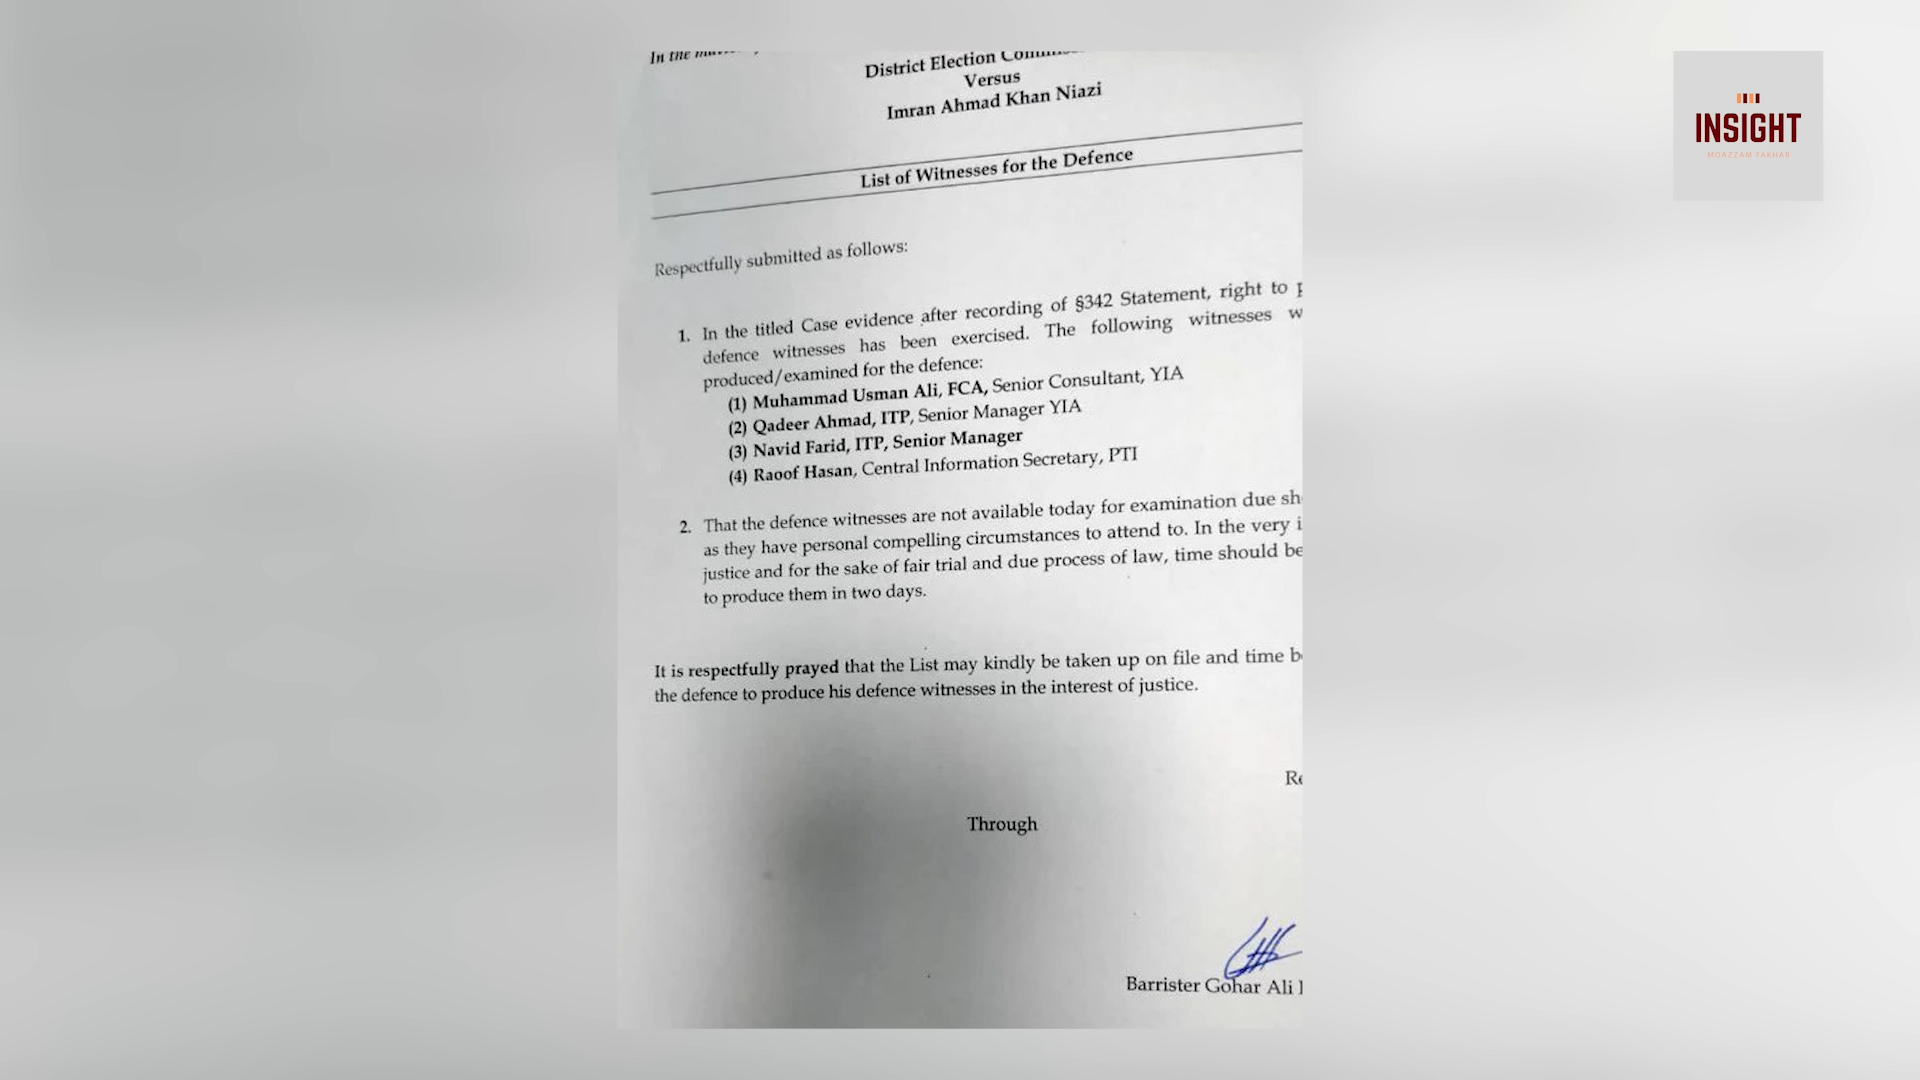 In the
District Election
Versus
Imran Ahmad Khan Niazi
INSIGHT
MOAZZAM FAKHAR
List of Witnesses for the Defence
Respectfully submitted as follows:
1. In the titled Case evidence after recording of §342 Statement, right to p
defence witnesses has been exercised. The following witnesses w
produced/examined for the defence:
(1) Muhammad Usman Ali, FCA, Senior Consultant, YIA
(2) Qadeer Ahmad, ITP, Senior Manager YIA
(3) Navid Farid, ITP, Senior Manager
(4) Raoof Hasan, Central Information Secretary, PTI
2. That the defence witnesses are not available today for examination due sh
as they have personal compelling circumstances to attend to. In the very i
justice and for the sake of fair trial and due process of law, time should be
to produce them in two days.
It is respectfully prayed that the List may kindly be taken up on file and time b
the defence to produce his defence witnesses in the interest of justice.
Re
Through
Barrister Gohar Ali